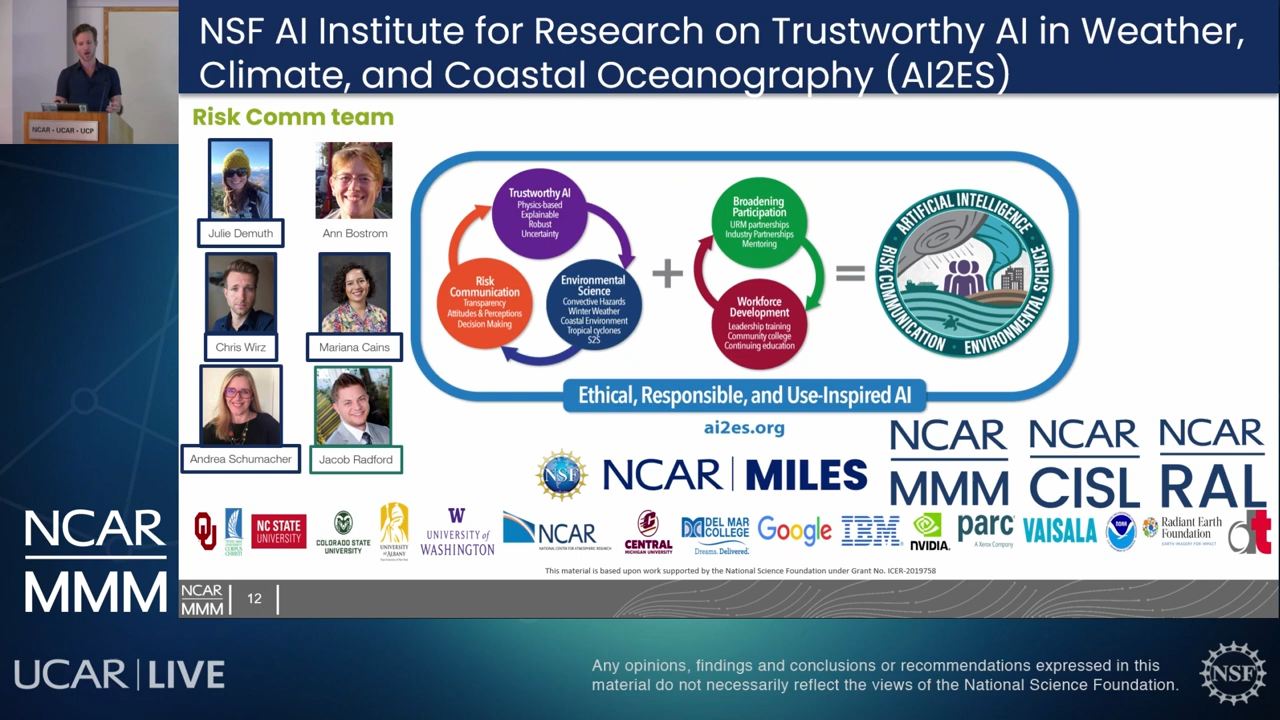 NSF AI Institute for Research on Trustworthy AI in Weather,
Climate, and Coastal Oceanography (AI2ES)
NCAR • UCAR • UCP
Risk Comm team
Julie Demuth
Ann Bostrom
Chris Wirz
Mariana Cains
Andrea Schumacher
Jacob Radford
Trustworthy AI
Physics-based
Explainable
Robust
Uncertainty
Risk
Communication
Transparency
Attitudes & Perceptions
Decision Making
Environmental
Science
Convective Hazards
Winter Weather
Coastal Environment
Tropical cyclones
S2S
+
Broadening
Participation
URM partnerships
Industry Partnerships
Mentoring
Workforce
Development
Leadership training
Community college
Continuing education
=
ARTIFICIAL INTELLIGENCE
RISK COMMUNICATION
ENVIRONMENTAL SCIENCE
Ethical, Responsible, and Use-Inspired AI
ai2es.org
NSF
NCAR | MILES
NCAR
MMM
NCAR
CISL
NCAR
RAL
OU
CORPUS
CHRISTI
NC STATE
UNIVERSITY
COLORADO STATE
UNIVERSITY
UNIVERSITY
AT ALBANY
W
UNIVERSITY of
WASHINGTON
NCAR
NATIONAL CENTER FOR ATMOSPHERIC RESEARCH
CENTRAL
MICHIGAN UNIVERSITY
DEL MAR
COLLEGE
Dreams. Delivered.
Google
IBM
NVIDIA.
parc
A Xerox Company
VAISALA
NOAA
Radiant Earth
Foundation
EARTH IMAGERY FOR IMPACT
This material is based upon work supported by the National Science Foundation under Grant No. ICER-2019758
NCAR
MMM
12
NCAR
MMM
UCAR | LIVE
Any opinions, findings and conclusions or recommendations expressed in this
material do not necessarily reflect the views of the National Science Foundation.
NSF